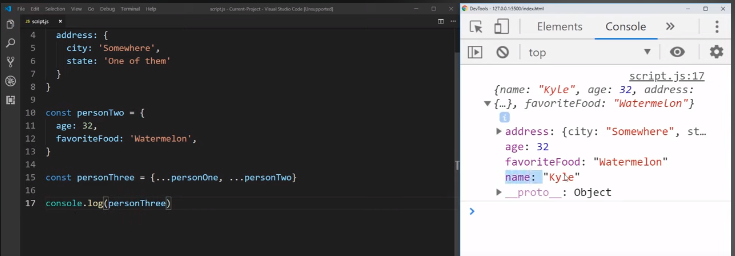 File Edit Selection View Go Debug Terminal Help
script.js - Current-Project - Visual Studio Code [Unsupported]
script.js ×
4 address: {
5 city: 'Somewhere',
6 state: 'One of them'
7 }
8 }
9
10 const personTwo = {
11 age: 32,
12 favoriteFood: 'Watermelon',
13 }
14
15 const personThree = {...personOne, ...personTwo}
16
17 console.log(personThree)
DevTools - 127.0.0.1:5500/index.html
Elements Console »
top ▼
script.js:17
{name: "Kyle", age: 32, address:
▼{…}, favoriteFood: "Watermelon"}
i
▶ address: {city: "Somewhere", st…
age: 32
favoriteFood: "Watermelon"
name: "Kyle"
▶ __proto__: Object
>